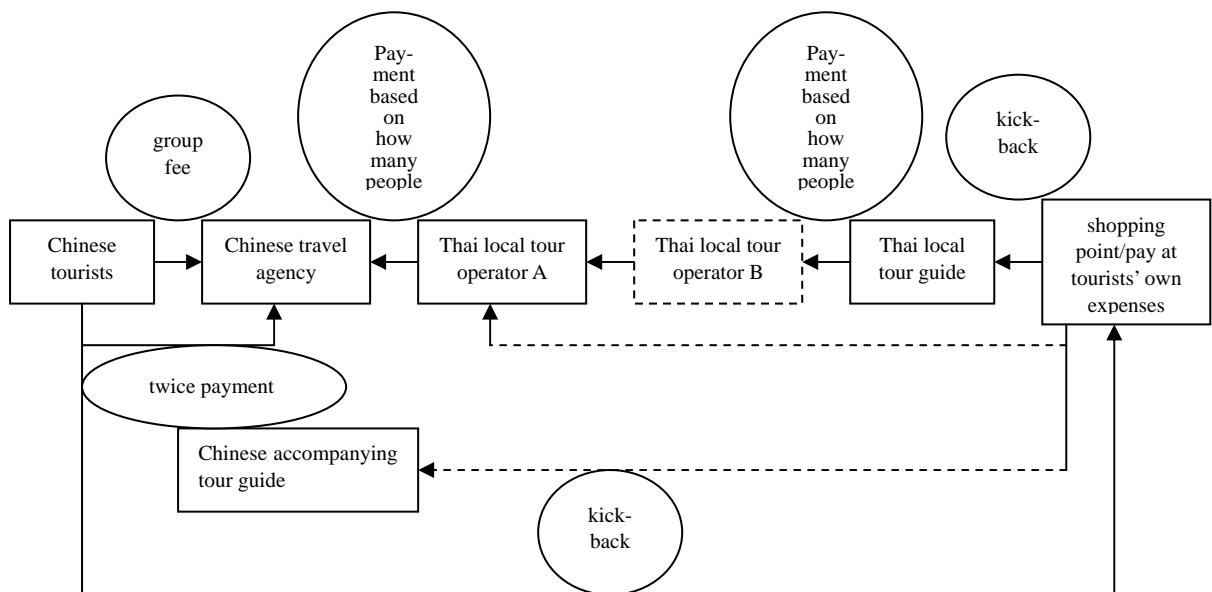 Pay-
ment
based
on
how
many
people
Pay-
ment
based
on
how
many
people
kick-
back
group
fee
Chinese
tourists
Chinese travel
agency
Thai local tour
operator A
Thai local tour
operator B
Thai local
tour guide
shopping
point/pay at
tourists’ own
expenses
twice payment
Chinese accompanying
tour guide
kick-
back